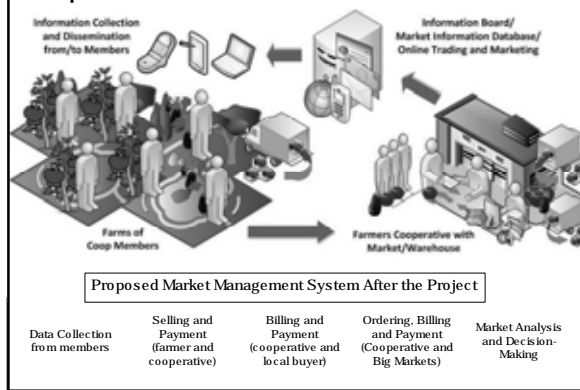 Information Collection
and Dissemination
from/to Members
Information Board/
Market Information Database/
Online Trading and Marketing
Farms of
Coop Members
Farmers Cooperative with
Market/Warehouse
Proposed Market Management System After the Project
Data Collection
from members
Selling and
Payment
(farmer and
cooperative)
Billing and
Payment
(cooperative and
local buyer)
Ordering, Billing
and Payment
(Cooperative and
Big Markets)
Market Analysis
and Decision-
Making